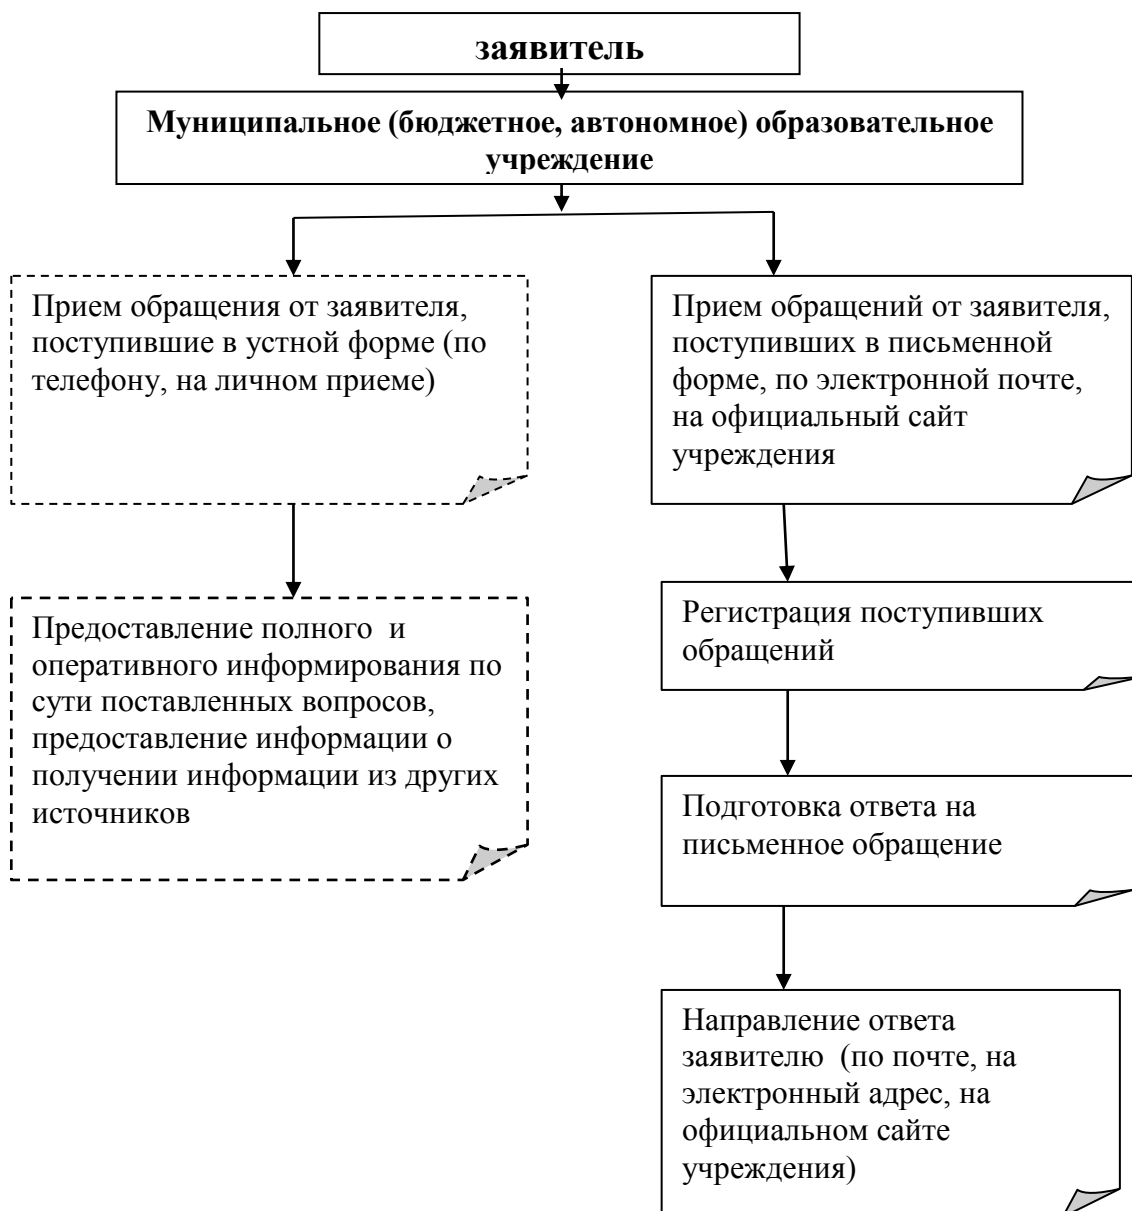 заявитель
Муниципальное (бюджетное, автономное) образовательное
учреждение
Прием обращения от заявителя,
поступившие в устной форме (по
телефону, на личном приеме)
Прием обращений от заявителя,
поступивших в письменной
форме, по электронной почте,
на официальный сайт
учреждения
Предоставление полного  и
оперативного информирования по
сути поставленных вопросов,
предоставление информации о
получении информации из других
источников
Регистрация поступивших
обращений
Подготовка ответа на
письменное обращение
Направление ответа
заявителю  (по почте, на
электронный адрес, на
официальном сайте
учреждения)